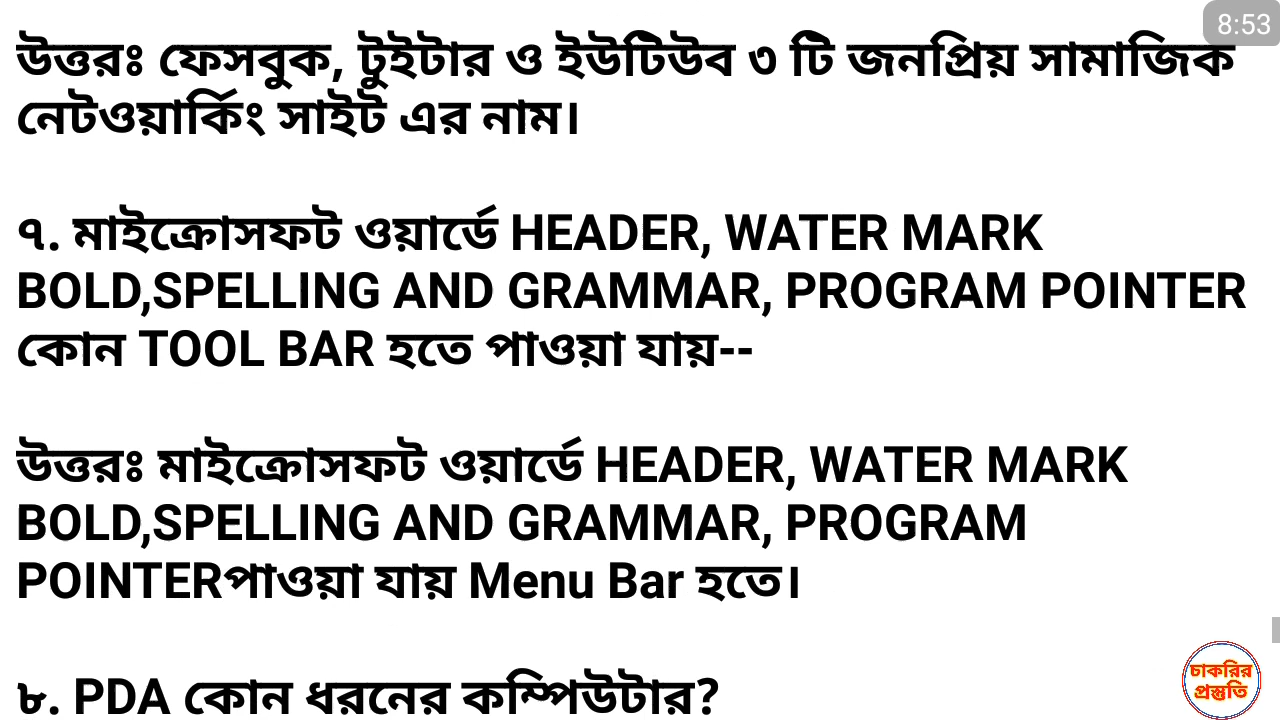 8:53
উত্তরঃ ফেসবুক, টুইটার ও ইউটিউব ৩ টি জনপ্রিয় সামাজিক
নেটওয়ার্কিং সাইট এর নাম।
৭. মাইক্রোসফট ওয়ার্ডে HEADER, WATER MARK
BOLD,SPELLING AND GRAMMAR, PROGRAM POINTER
কোন TOOL BAR হতে পাওয়া যায়--
উত্তরঃ মাইক্রোসফট ওয়ার্ডে HEADER, WATER MARK
BOLD,SPELLING AND GRAMMAR, PROGRAM
POINTERপাওয়া যায় Menu Bar হতে।
৮. PDA কোন ধরনের কম্পিউটার?
চাকরির
প্রস্তুতি